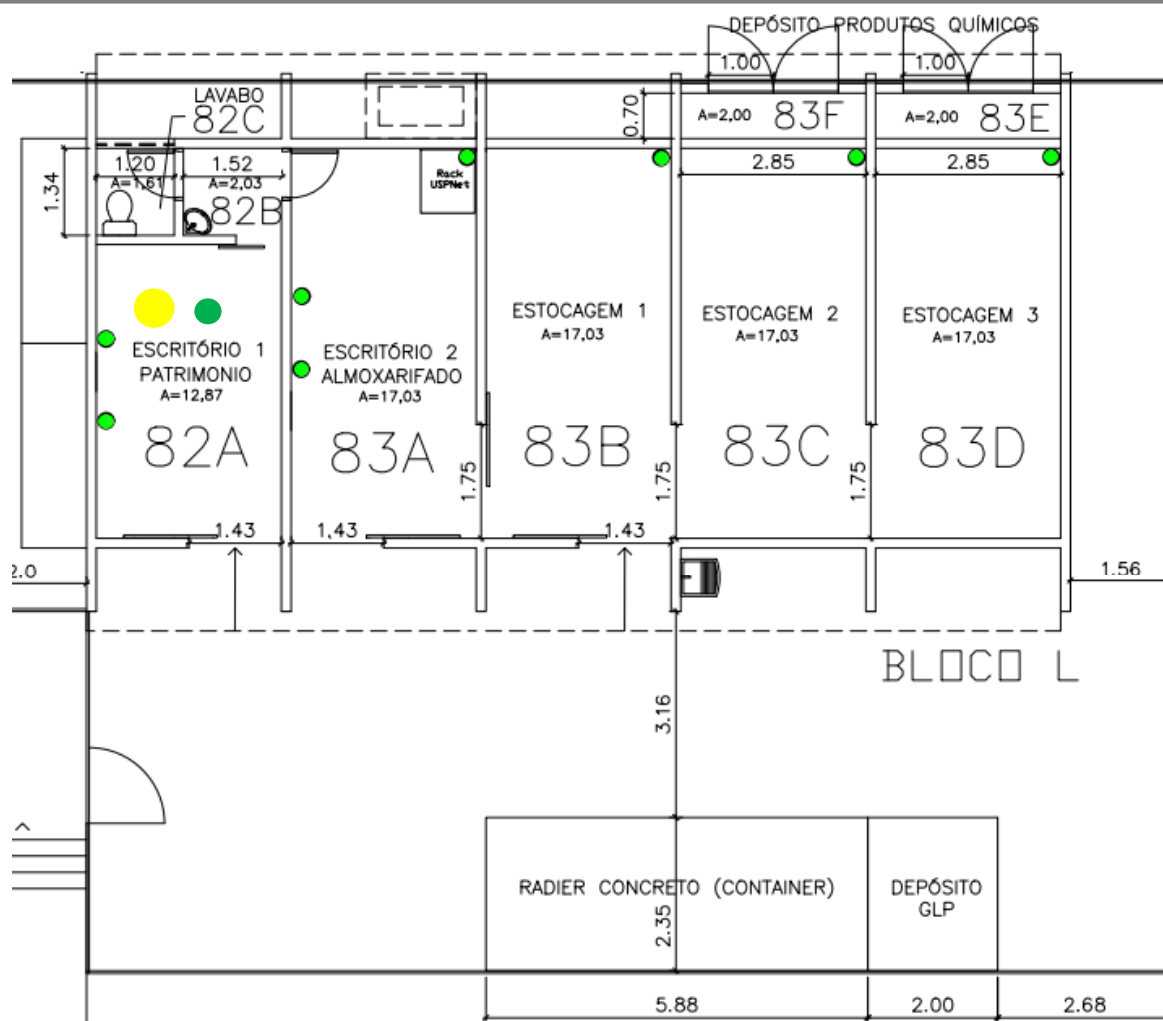 DEPÓSITO PRODUTOS QUÍMICOS
1.00
1.00
LAVABO
82C
0.70
A=2,00
83F
A=2,00
83E
1.20
A=1,61
1.52
A=2,03
82B
1.34
Rack
USPNet
2.85
2.85
ESCRITÓRIO 1
PATRIMONIO
A=12,87
82A
ESCRITÓRIO 2
ALMOXARIFADO
A=17,03
83A
ESTOCAGEM 1
A=17,03
83B
ESTOCAGEM 2
A=17,03
83C
ESTOCAGEM 3
A=17,03
83D
1.75
1.75
1.75
1.43
1,43
1.43
2.0
1.56
BLOCO L
3.16
RADIER CONCRETO (CONTAINER)
2.35
DEPÓSITO
GLP
5.88
2.00
2.68